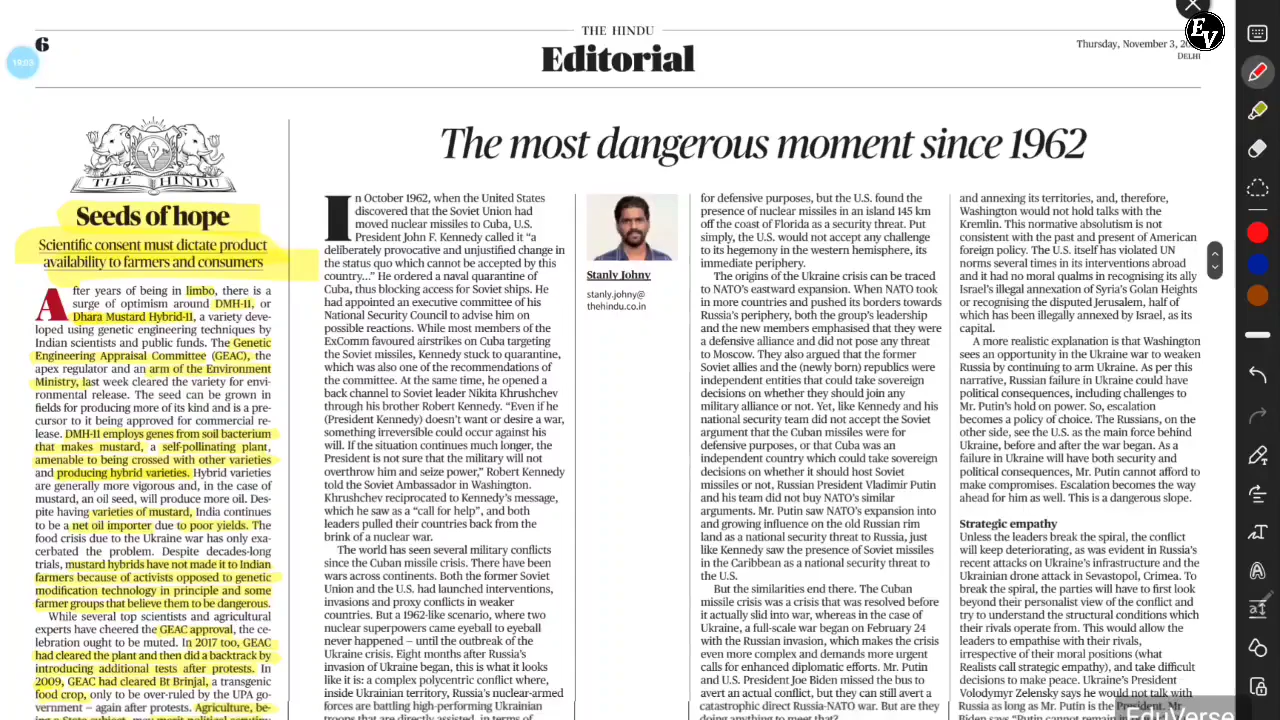 6
THE HINDU
Editorial
Thursday, November 3, 20
DELHI
EV
19:03
THE HINDU
Seeds of hope
Scientific consent must dictate product
availability to farmers and consumers
After years of being in limbo, there is a
surge of optimism around DMH-11, or
Dhara Mustard Hybrid-11, a variety deve-
loped using genetic engineering techniques by
Indian scientists and public funds. The Genetic
Engineering Appraisal Committee (GEAC), the
apex regulator and an arm of the Environment
Ministry, last week cleared the variety for envi-
ronmental release. The seed can be grown in
fields for producing more of its kind and is a pre-
cursor to it being approved for commercial re-
lease. DMH-11 employs genes from soil bacterium
that makes mustard, a self-pollinating plant,
amenable to being crossed with other varieties
and producing hybrid varieties. Hybrid varieties
are generally more vigorous and, in the case of
mustard, an oil seed, will produce more oil. Des-
pite having varieties of mustard, India continues
to be a net oil importer due to poor yields. The
food crisis due to the Ukraine war has only exa-
cerbated the problem. Despite decades-long
trials, mustard hybrids have not made it to Indian
farmers because of activists opposed to genetic
modification technology in principle and some
farmer groups that believe them to be dangerous.
While several top scientists and agricultural
experts have cheered the GEAC approval, the ce-
lebration ought to be muted. In 2017 too, GEAC
had cleared the plant and then did a backtrack by
introducing additional tests after protests. In
2009, GEAC had cleared Bt Brinjal, a transgenic
food crop, only to be over-ruled by the UPA go-
vernment – again after protests. Agriculture, be-
The most dangerous moment since 1962
In October 1962, when the United States
discovered that the Soviet Union had
moved nuclear missiles to Cuba, U.S.
President John F. Kennedy called it “a
deliberately provocative and unjustified change in
the status quo which cannot be accepted by this
country...” He ordered a naval quarantine of
Cuba, thus blocking access for Soviet ships. He
had appointed an executive committee of his
National Security Council to advise him on
possible reactions. While most members of the
ExComm favoured airstrikes on Cuba targeting
the Soviet missiles, Kennedy stuck to quarantine,
which was also one of the recommendations of
the committee. At the same time, he opened a
back channel to Soviet leader Nikita Khrushchev
through his brother Robert Kennedy. “Even if he
(President Kennedy) doesn’t want or desire a war,
something irreversible could occur against his
will. If the situation continues much longer, the
President is not sure that the military will not
overthrow him and seize power,” Robert Kennedy
told the Soviet Ambassador in Washington.
Khrushchev reciprocated to Kennedy’s message,
which he saw as a “call for help”, and both
leaders pulled their countries back from the
brink of a nuclear war.
The world has seen several military conflicts
since the Cuban missile crisis. There have been
wars across continents. Both the former Soviet
Union and the U.S. had launched interventions,
invasions and proxy conflicts in weaker
countries. But a 1962-like scenario, where two
nuclear superpowers came eyeball to eyeball
never happened – until the outbreak of the
Ukraine crisis. Eight months after Russia’s
invasion of Ukraine began, this is what it looks
like it is: a complex polycentric conflict where,
inside Ukrainian territory, Russia’s nuclear-armed
forces are battling high-performing Ukrainian
troops that are directly assisted, in terms of
Stanly Johny
stanly.johny@
thehindu.co.in
for defensive purposes, but the U.S. found the
presence of nuclear missiles in an island 145 km
off the coast of Florida as a security threat. Put
simply, the U.S. would not accept any challenge
to its hegemony in the western hemisphere, its
immediate periphery.
The origins of the Ukraine crisis can be traced
to NATO’s eastward expansion. When NATO took
in more countries and pushed its borders towards
Russia’s periphery, both the group’s leadership
and the new members emphasised that they were
a defensive alliance and did not pose any threat
to Moscow. They also argued that the former
Soviet allies and the (newly born) republics were
independent entities that could take sovereign
decisions on whether they should join any
military alliance or not. Yet, like Kennedy and his
national security team did not accept the Soviet
argument that the Cuban missiles were for
defensive purposes, or that Cuba was an
independent country which could take sovereign
decisions on whether it should host Soviet
missiles or not, Russian President Vladimir Putin
and his team did not buy NATO’s similar
arguments. Mr. Putin saw NATO’s expansion into
and growing influence on the old Russian rim
land as a national security threat to Russia, just
like Kennedy saw the presence of Soviet missiles
in the Caribbean as a national security threat to
the U.S.
But the similarities end there. The Cuban
missile crisis was a crisis that was resolved before
it actually slid into war, whereas in the case of
Ukraine, a full-scale war began on February 24
with the Russian invasion, which makes the crisis
even more complex and demands more urgent
calls for enhanced diplomatic efforts. Mr. Putin
and U.S. President Joe Biden missed the bus to
avert an actual conflict, but they can still avert a
catastrophic direct Russia-NATO war. But are they
doing anything to meet that?
and annexing its territories, and, therefore,
Washington would not hold talks with the
Kremlin. This normative absolutism is not
consistent with the past and present of American
foreign policy. The U.S. itself has violated UN
norms several times in its interventions abroad
and it had no moral qualms in recognising its ally
Israel’s illegal annexation of Syria’s Golan Heights
or recognising the disputed Jerusalem, half of
which has been illegally annexed by Israel, as its
capital.
A more realistic explanation is that Washington
sees an opportunity in the Ukraine war to weaken
Russia by continuing to arm Ukraine. As per this
narrative, Russian failure in Ukraine could have
political consequences, including challenges to
Mr. Putin’s hold on power. So, escalation
becomes a policy of choice. The Russians, on the
other side, see the U.S. as the main force behind
Ukraine, before and after the war began. As a
failure in Ukraine will have both security and
political consequences, Mr. Putin cannot afford to
make compromises. Escalation becomes the way
ahead for him as well. This is a dangerous slope.
Strategic empathy
Unless the leaders break the spiral, the conflict
will keep deteriorating, as was evident in Russia’s
recent attacks on Ukraine’s infrastructure and the
Ukrainian drone attack in Sevastopol, Crimea. To
break the spiral, the parties will have to first look
beyond their personalist view of the conflict and
try to understand the structural conditions which
their rivals operate from. This would allow the
leaders to empathise with their rivals,
irrespective of their moral positions (what
Realists call strategic empathy), and take difficult
decisions to make peace. Ukraine’s President
Volodymyr Zelensky says he would not talk with
Russia as long as Mr. Putin is the President. Mr.
Biden says “Putin cannot remain in
EduVerse